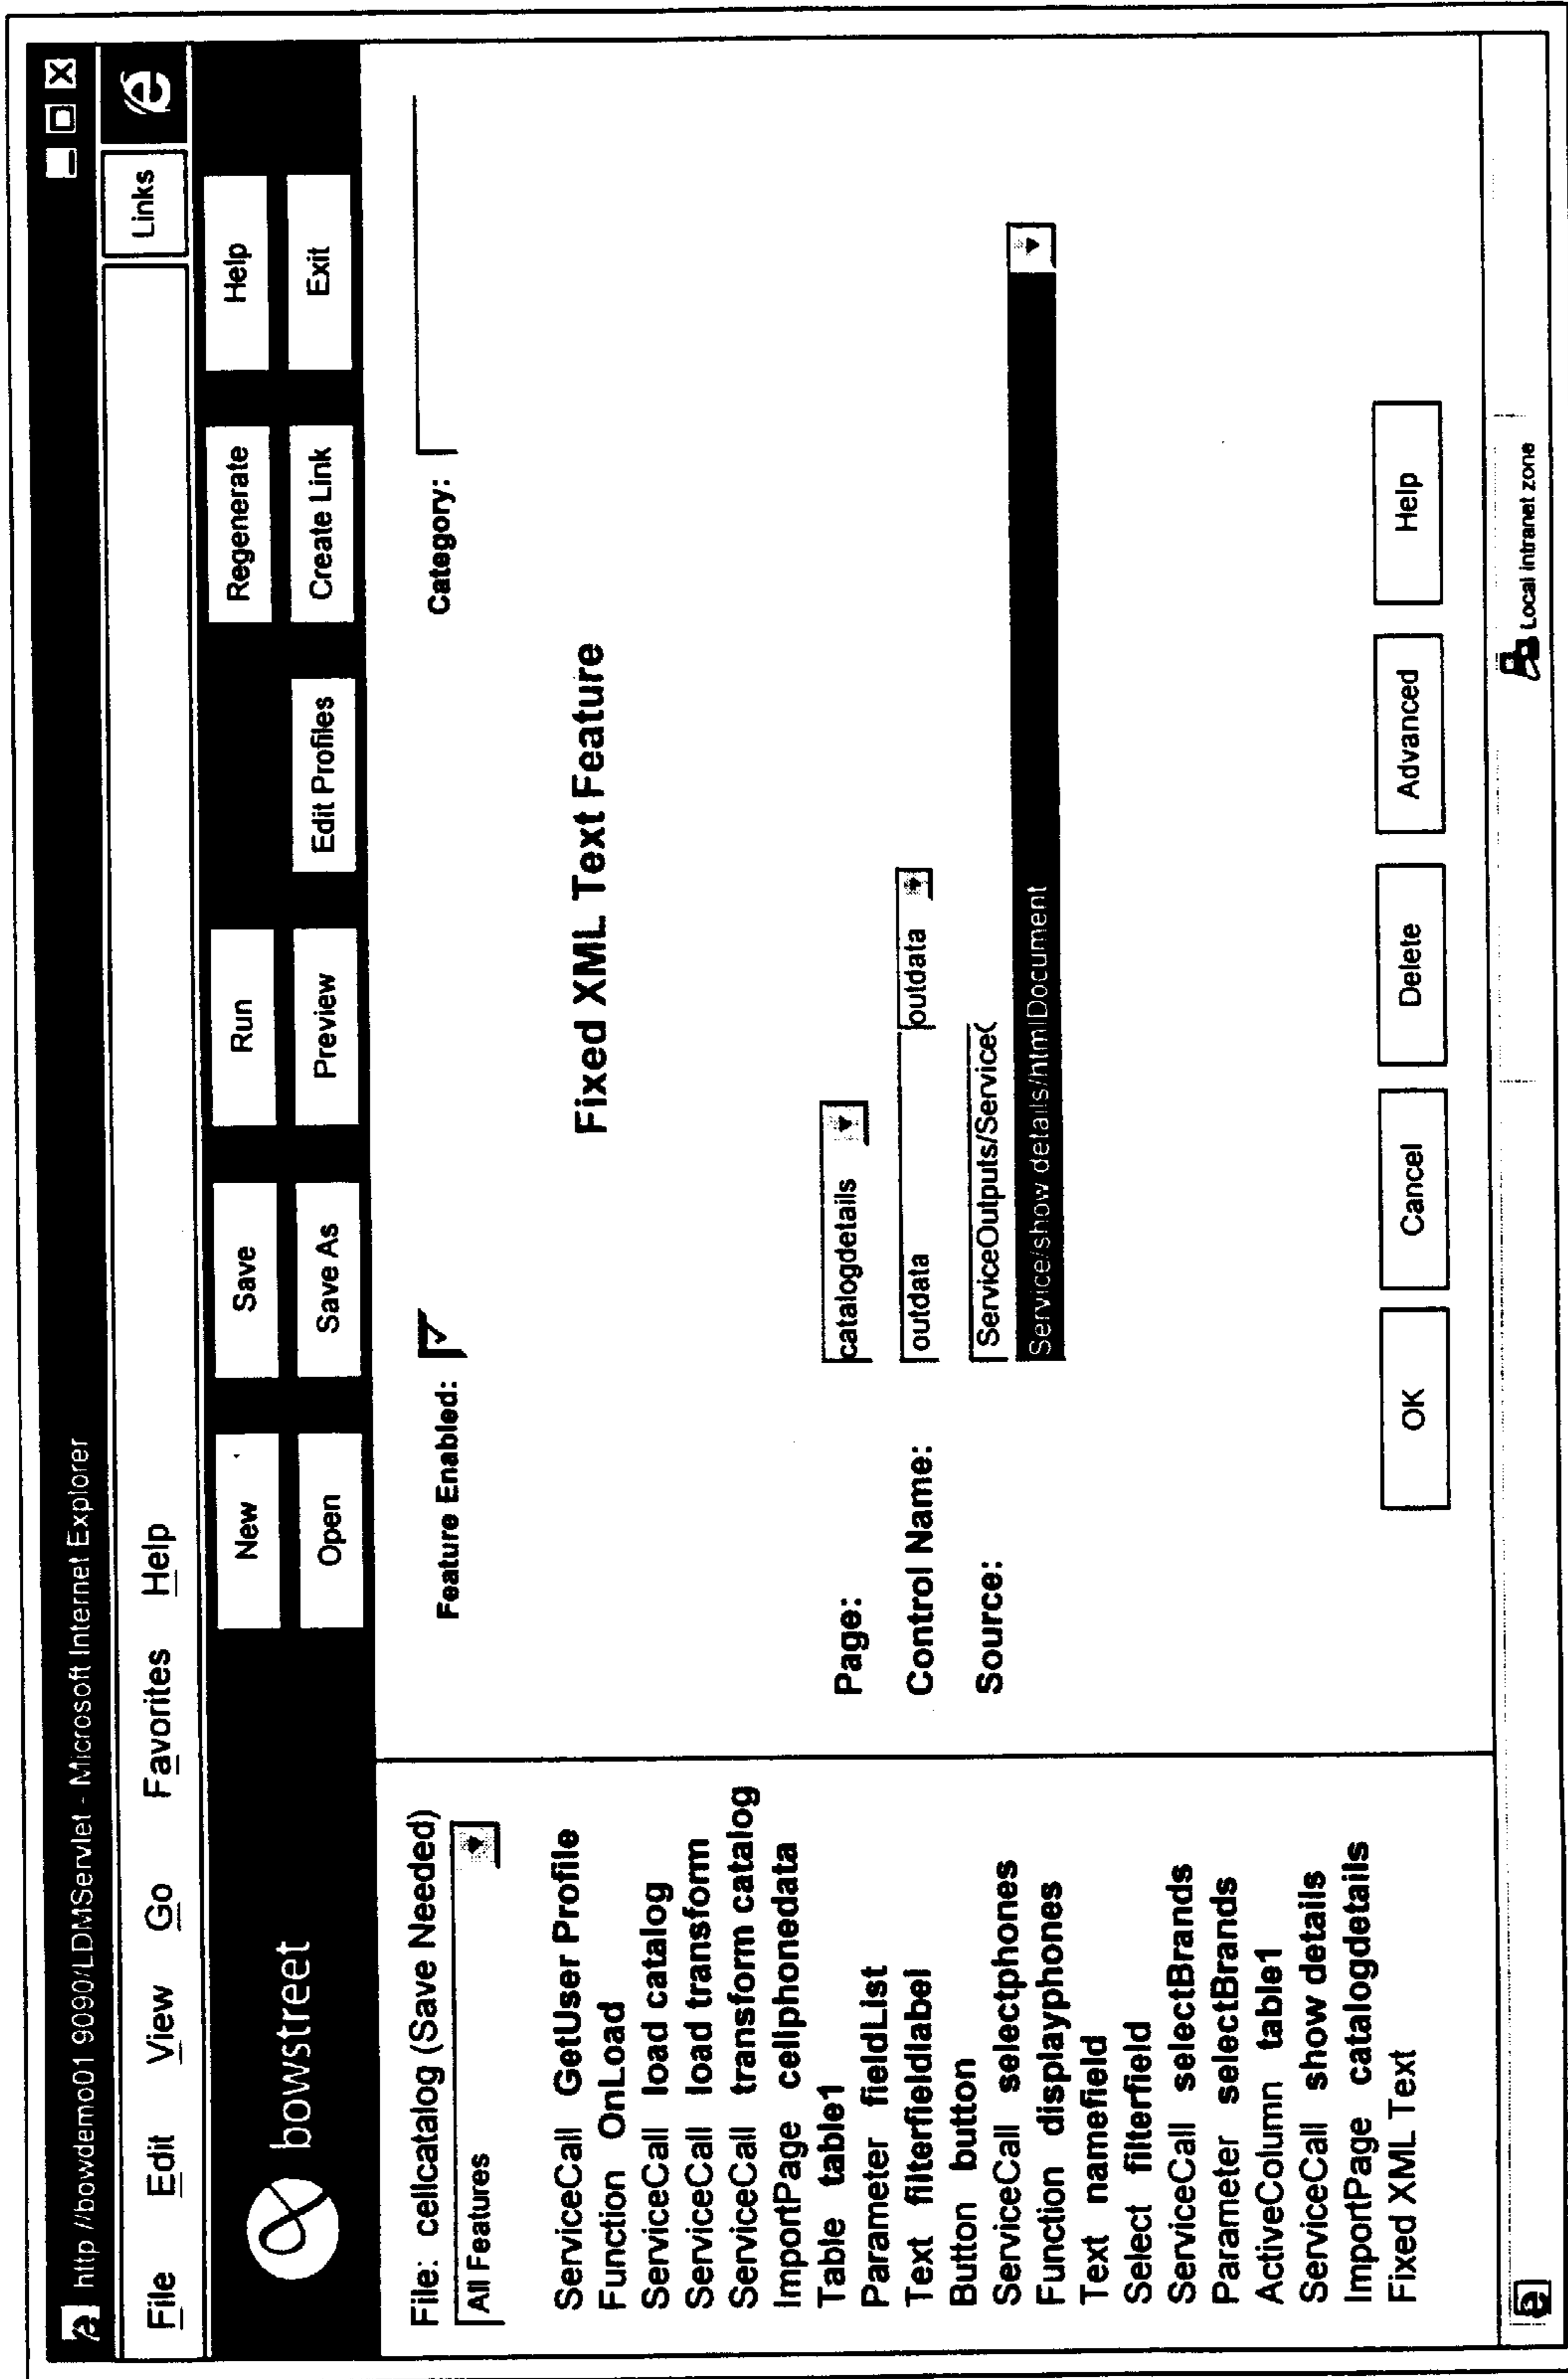 http //bowdemo01 9090/LDMServlet - Microsoft Internet Explorer
File Edit View Go Favorites Help
Links
bowstreet
New Save Run Regenerate Help
Open Save As Preview Edit Profiles Create Link Exit
File: cellcatalog (Save Needed)
All Features
ServiceCall GetUser Profile
Function OnLoad
ServiceCall load catalog
ServiceCall load transform
ServiceCall transform catalog
ImportPage cellphonedata
Table table1
Parameter fieldList
Text filterfieldlabel
Button button
ServiceCall selectphones
Function displayphones
Text namefield
Select filterfield
ServiceCall selectBrands
Parameter selectBrands
ActiveColumn table1
ServiceCall show details
ImportPage catalogdetails
Fixed XML Text
Feature Enabled: Category:
Fixed XML Text Feature
Page: catalogdetails
Control Name: outdata outdata
Source: ServiceOutputs/Service(
Service/show details/htmlDocument
OK Cancel Delete Advanced Help
Local intranet zone